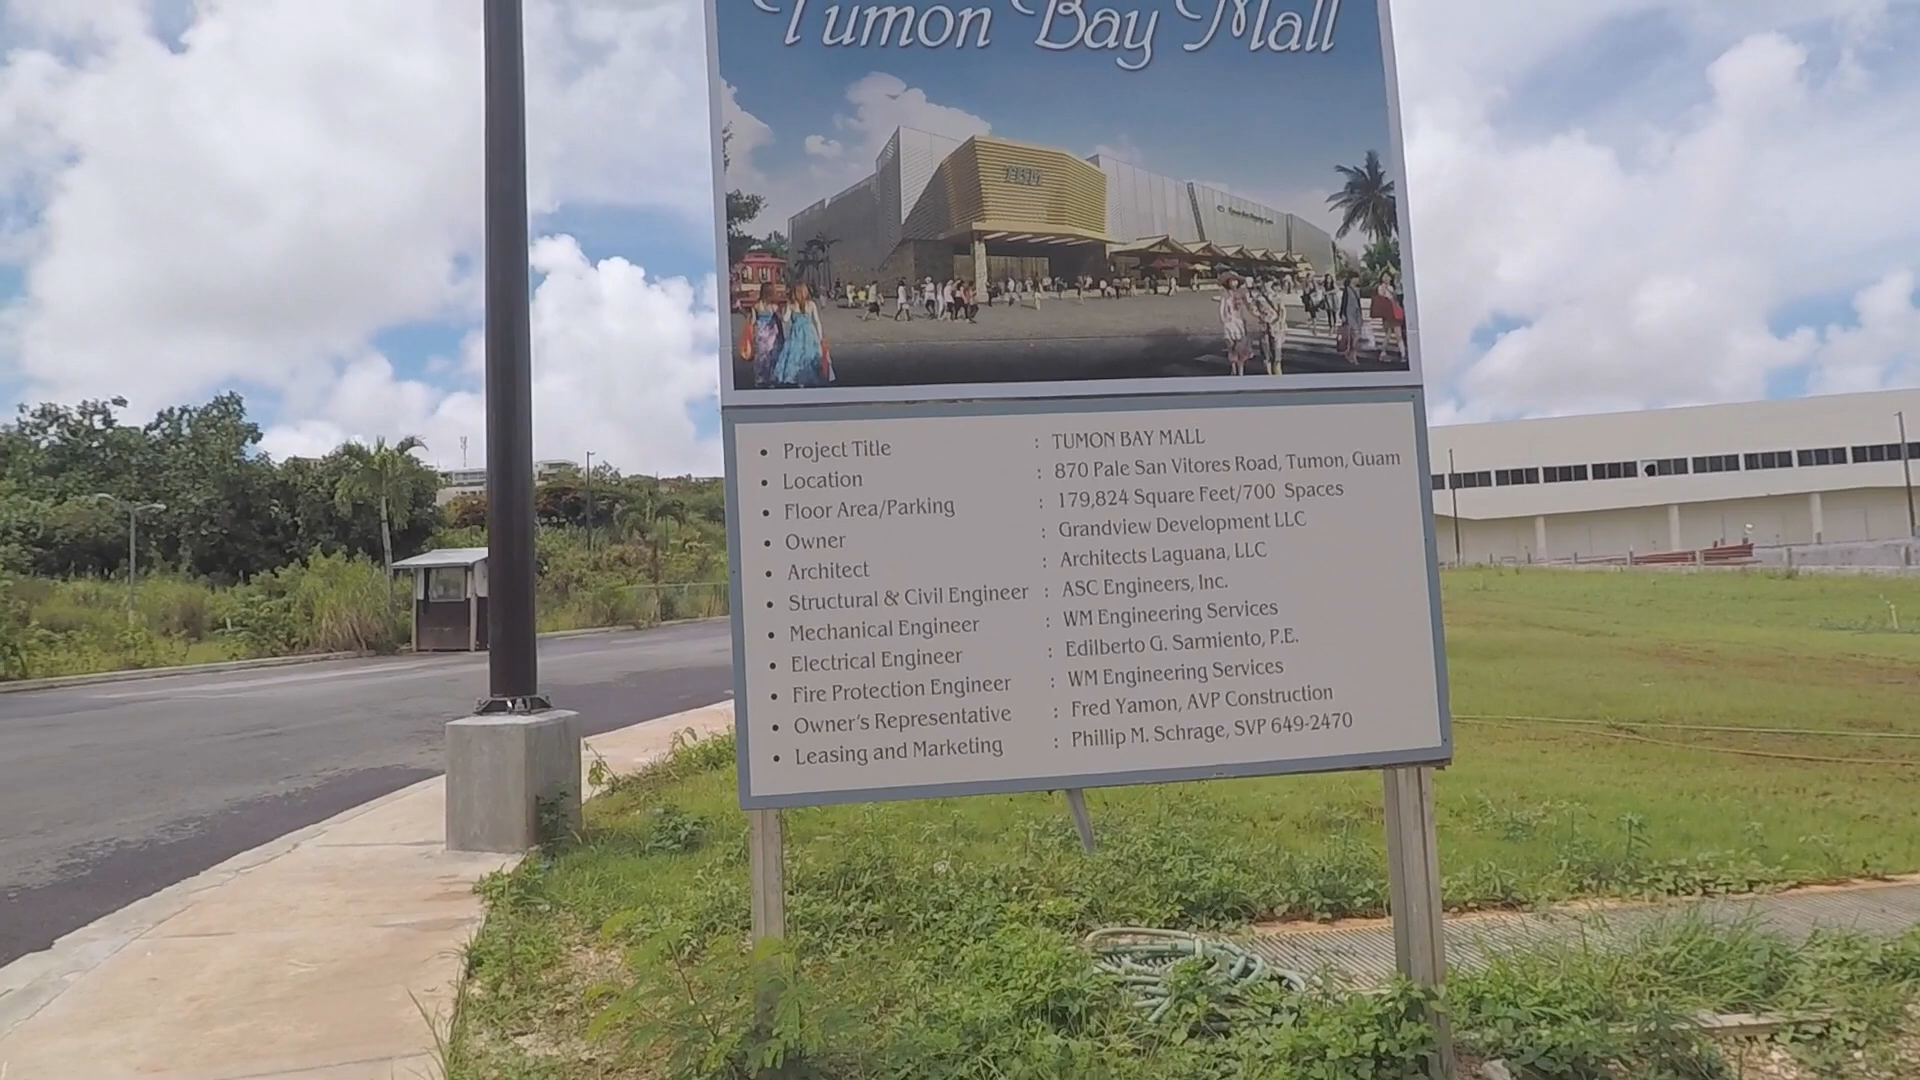 Tumon Bay Mall
• Project Title : TUMON BAY MALL
• Location : 870 Pale San Vitores Road, Tumon, Guam
• Floor Area/Parking : 179,824 Square Feet/700 Spaces
• Owner : Grandview Development LLC
• Architect : Architects Laguana, LLC
• Structural & Civil Engineer : ASC Engineers, Inc.
• Mechanical Engineer : WM Engineering Services
• Electrical Engineer : Edilberto G. Sarmiento, P.E.
• Fire Protection Engineer : WM Engineering Services
• Owner's Representative : Fred Yamon, AVP Construction
• Leasing and Marketing : Phillip M. Schrage, SVP 649-2470